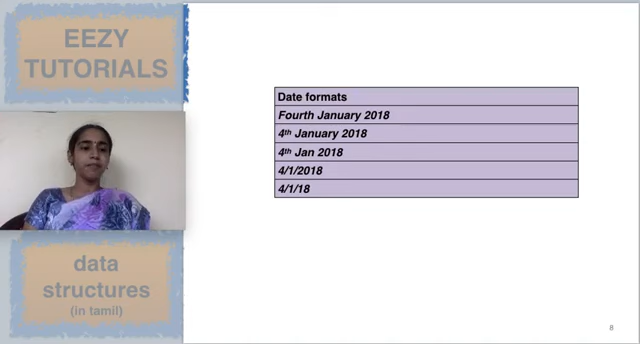 EEZY
TUTORIALS
Date formats
Fourth January 2018
4th January 2018
4th Jan 2018
4/1/2018
4/1/18
data
structures
(in tamil)
8